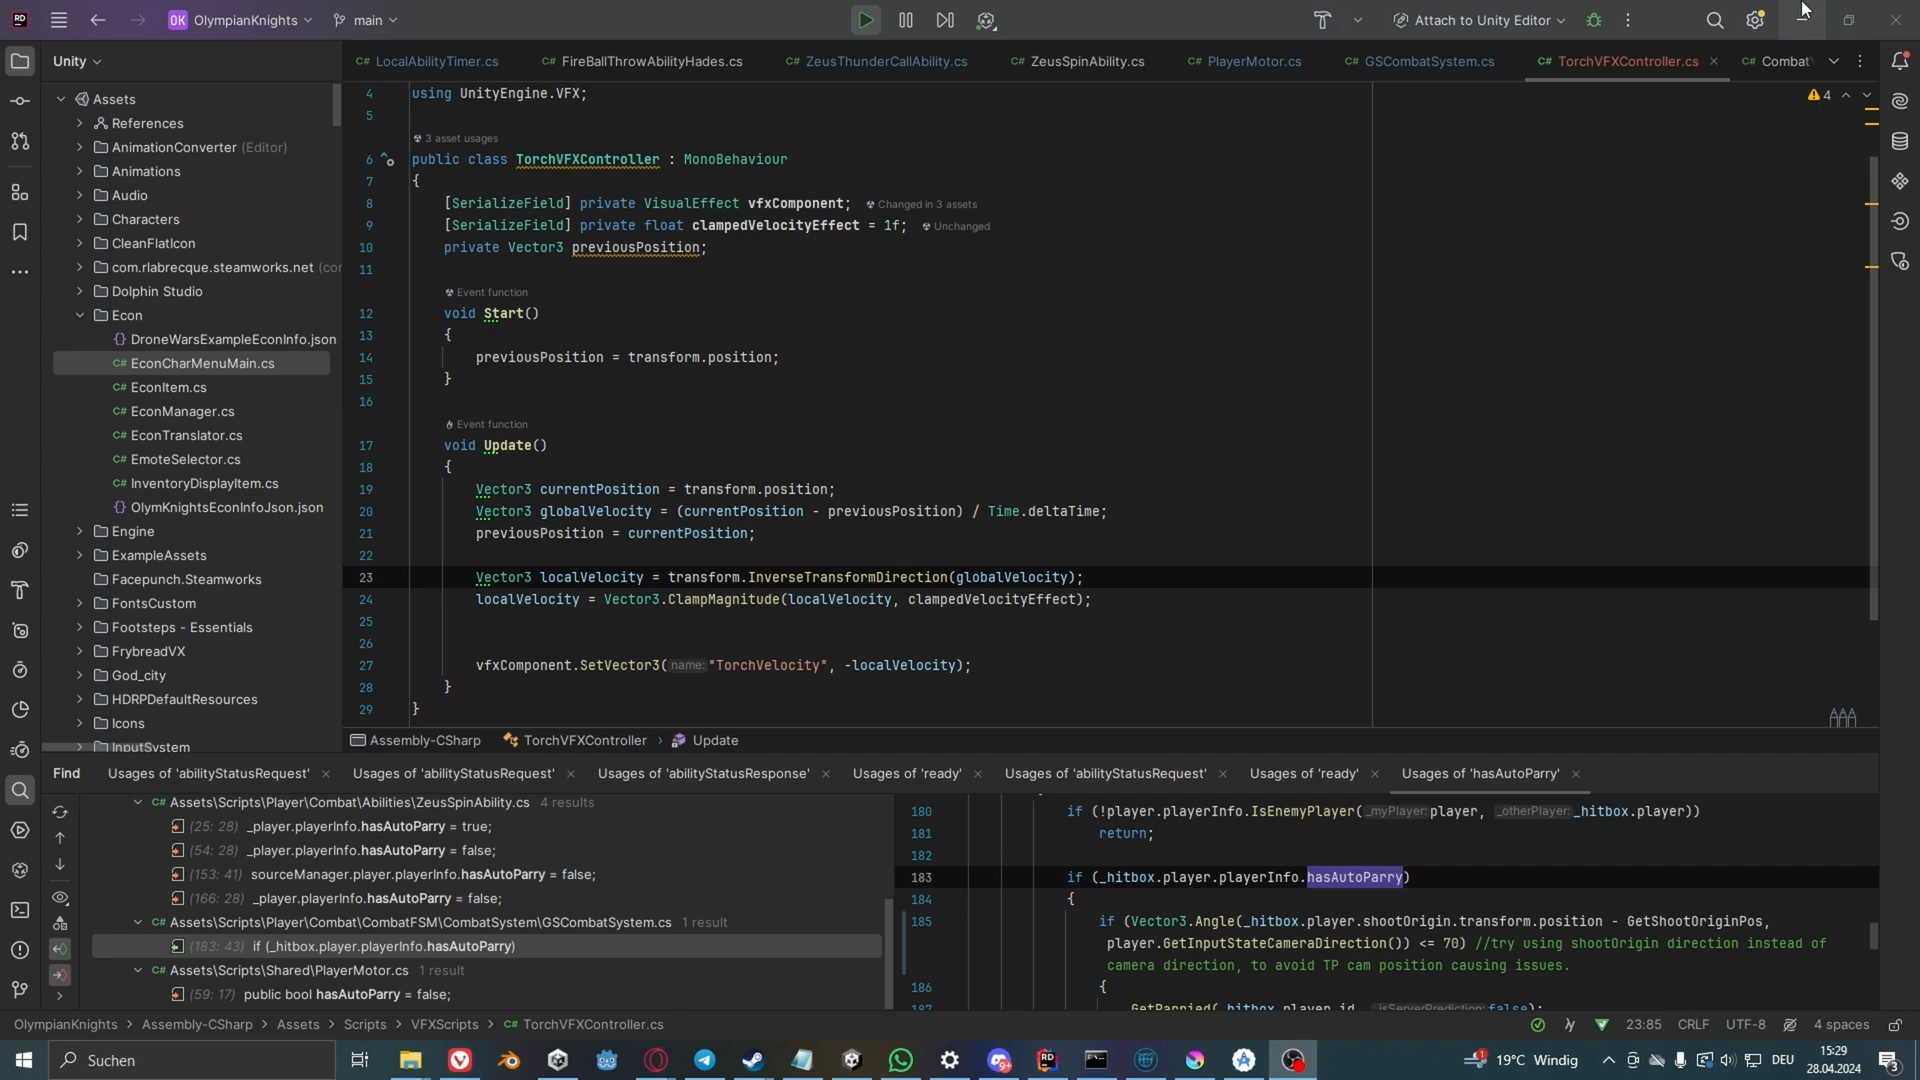 RD OK OlympianKnights main Attach to Unity Editor
Unity
LocalAbilityTimer.cs FireBallThrowAbilityHades.cs ZeusThunderCallAbility.cs ZeusSpinAbility.cs PlayerMotor.cs GSCombatSystem.cs TorchVFXController.cs Combat
Assets
References
AnimationConverter (Editor)
Animations
Audio
Characters
CleanFlatIcon
com.rlabrecque.steamworks.net (cor
Dolphin Studio
Econ
DroneWarsExampleEconInfo.json
EconCharMenuMain.cs
EconItem.cs
EconManager.cs
EconTranslator.cs
EmoteSelector.cs
InventoryDisplayItem.cs
OlymKnightsEconInfoJson.json
Engine
ExampleAssets
Facepunch.Steamworks
FontsCustom
Footsteps - Essentials
FrybreadVX
God_city
HDRPDefaultResources
Icons
InputSystem
4
4 using UnityEngine.VFX;
5
3 asset usages
6 public class TorchVFXController : MonoBehaviour
7 {
8 [SerializeField] private VisualEffect vfxComponent; Changed in 3 assets
9 [SerializeField] private float clampedVelocityEffect = 1f; Unchanged
10 private Vector3 previousPosition;
11
Event function
12 void Start()
13 {
14 previousPosition = transform.position;
15 }
16
Event function
17 void Update()
18 {
19 Vector3 currentPosition = transform.position;
20 Vector3 globalVelocity = (currentPosition - previousPosition) / Time.deltaTime;
21 previousPosition = currentPosition;
22
23 Vector3 localVelocity = transform.InverseTransformDirection(globalVelocity);
24 localVelocity = Vector3.ClampMagnitude(localVelocity, clampedVelocityEffect);
25
26
27 vfxComponent.SetVector3( name: "TorchVelocity", -localVelocity);
28 }
29 }
Assembly-CSharp TorchVFXController › Update
Find Usages of 'abilityStatusRequest' × Usages of 'abilityStatusRequest' × Usages of 'abilityStatusResponse' × Usages of 'ready' × Usages of 'abilityStatusRequest' × Usages of 'ready' × Usages of 'hasAutoParry' ×
Assets\Scripts\Player\Combat\Abilities\ZeusSpinAbility.cs 4 results
(25: 28) _player.playerInfo.hasAutoParry = true;
(54: 28) _player.playerInfo.hasAutoParry = false;
(153: 41) sourceManager.player.playerInfo.hasAutoParry = false;
(166: 28) _player.playerInfo.hasAutoParry = false;
Assets\Scripts\Player\Combat\CombatFSM\CombatSystem\GSCombatSystem.cs 1 result
(183: 43) if (_hitbox.player.playerInfo.hasAutoParry)
Assets\Scripts\Shared\PlayerMotor.cs 1 result
(59: 17) public bool hasAutoParry = false;
180 if (!player.playerInfo.IsEnemyPlayer( _myPlayer: player, _otherPlayer: _hitbox.player))
181 return;
182
183 if (_hitbox.player.playerInfo.hasAutoParry)
184 {
185 if (Vector3.Angle(_hitbox.player.shootOrigin.transform.position - GetShootOriginPos,
player.GetInputStateCameraDirection()) <= 70) //try using shootOrigin direction instead of
camera direction, to avoid TP cam position causing issues.
186 {
187 GetParried(_hitbox.player.id, _isServerPrediction: false);
OlympianKnights › Assembly-CSharp › Assets › Scripts › VFXScripts › TorchVFXController.cs 23:85 CRLF UTF-8 4 spaces
Suchen 19°C Windig DEU 15:29
28.04.2024 3